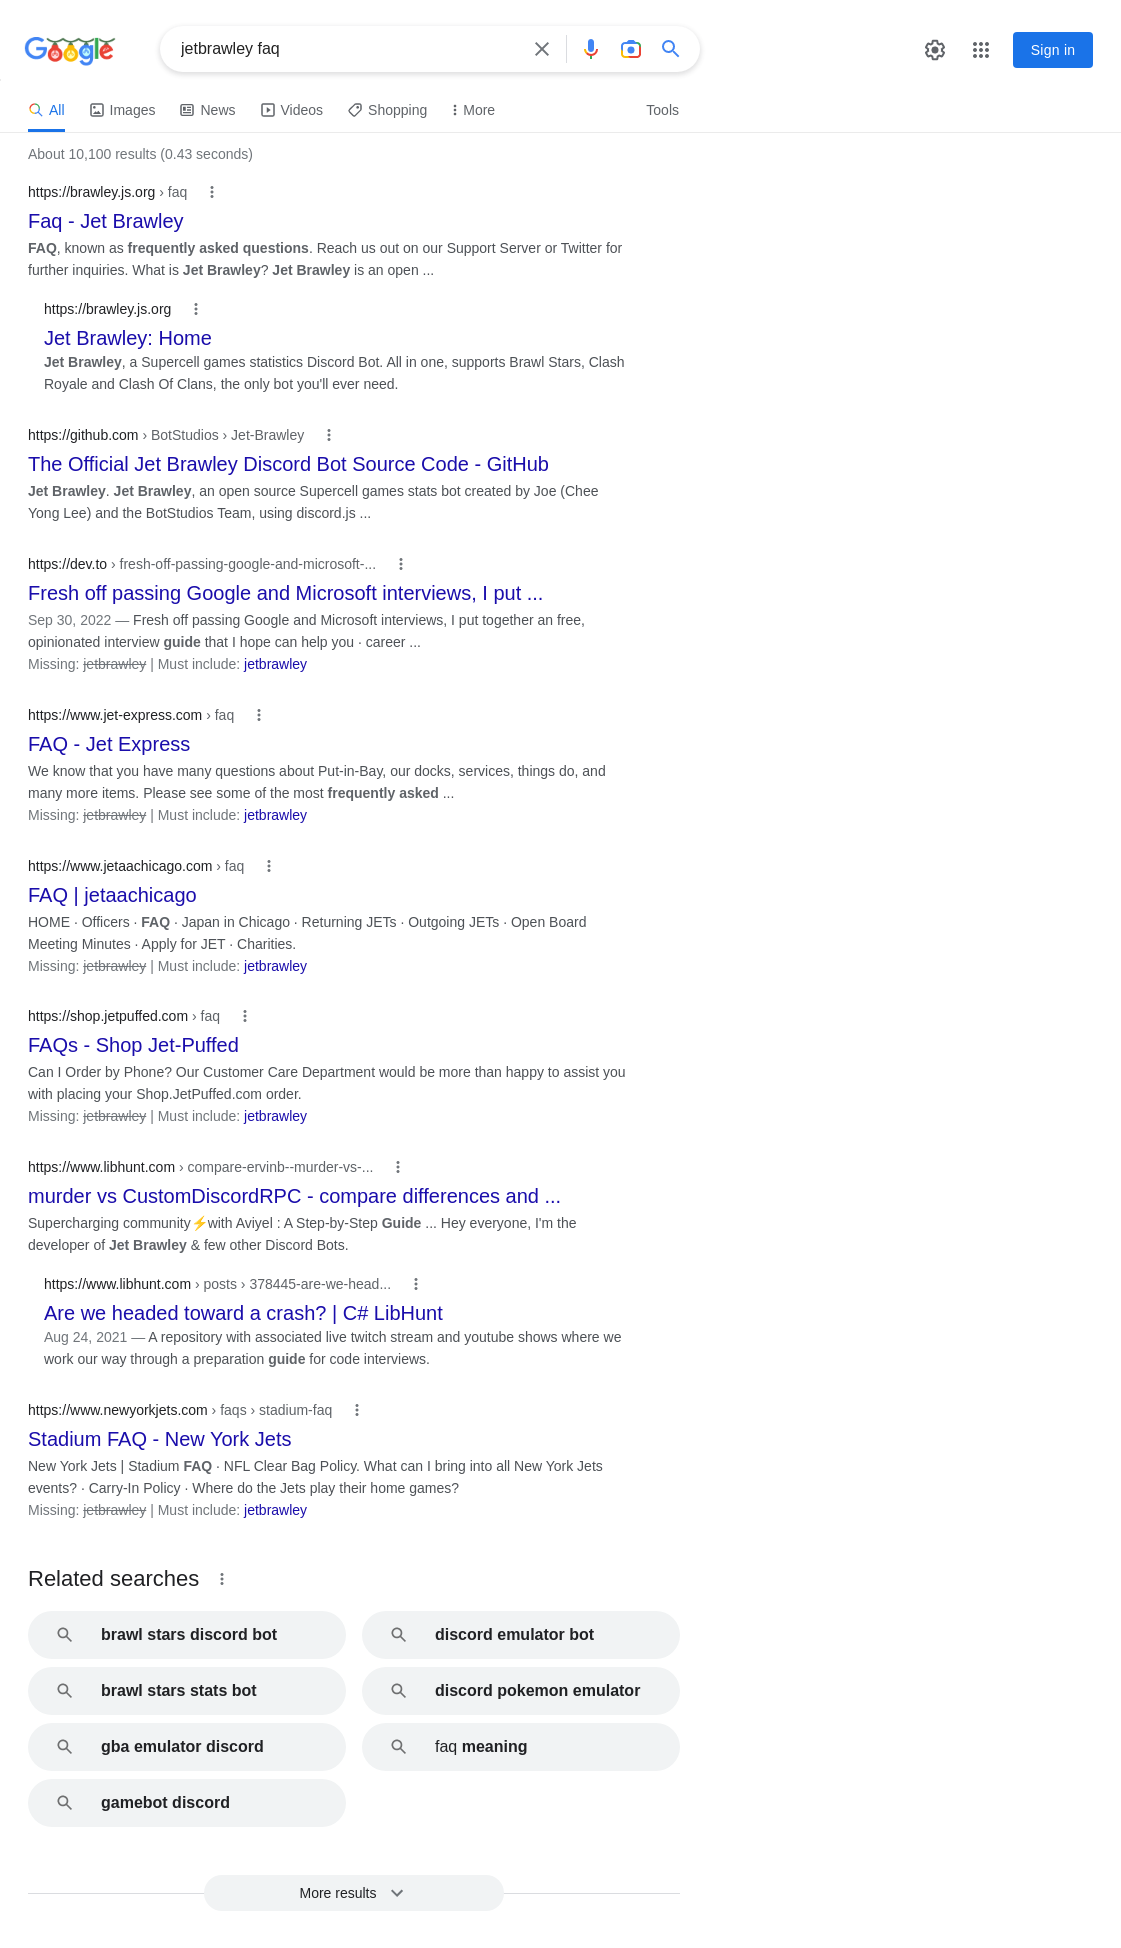 Google
jetbrawley faq
Sign in
All Images News Videos Shopping More Tools
About 10,100 results (0.43 seconds)
https://brawley.js.org › faq
Faq - Jet Brawley
FAQ, known as frequently asked questions. Reach us out on our Support Server or Twitter for
further inquiries. What is Jet Brawley? Jet Brawley is an open ...
https://brawley.js.org
Jet Brawley: Home
Jet Brawley, a Supercell games statistics Discord Bot. All in one, supports Brawl Stars, Clash
Royale and Clash Of Clans, the only bot you'll ever need.
https://github.com › BotStudios › Jet-Brawley
The Official Jet Brawley Discord Bot Source Code - GitHub
Jet Brawley. Jet Brawley, an open source Supercell games stats bot created by Joe (Chee
Yong Lee) and the BotStudios Team, using discord.js ...
https://dev.to › fresh-off-passing-google-and-microsoft-...
Fresh off passing Google and Microsoft interviews, I put ...
Sep 30, 2022 — Fresh off passing Google and Microsoft interviews, I put together an free,
opinionated interview guide that I hope can help you · career ...
Missing: jetbrawley | Must include: jetbrawley
https://www.jet-express.com › faq
FAQ - Jet Express
We know that you have many questions about Put-in-Bay, our docks, services, things do, and
many more items. Please see some of the most frequently asked ...
Missing: jetbrawley | Must include: jetbrawley
https://www.jetaachicago.com › faq
FAQ | jetaachicago
HOME · Officers · FAQ · Japan in Chicago · Returning JETs · Outgoing JETs · Open Board
Meeting Minutes · Apply for JET · Charities.
Missing: jetbrawley | Must include: jetbrawley
https://shop.jetpuffed.com › faq
FAQs - Shop Jet-Puffed
Can I Order by Phone? Our Customer Care Department would be more than happy to assist you
with placing your Shop.JetPuffed.com order.
Missing: jetbrawley | Must include: jetbrawley
https://www.libhunt.com › compare-ervinb--murder-vs-...
murder vs CustomDiscordRPC - compare differences and ...
Supercharging community⚡with Aviyel : A Step-by-Step Guide ... Hey everyone, I'm the
developer of Jet Brawley & few other Discord Bots.
https://www.libhunt.com › posts › 378445-are-we-head...
Are we headed toward a crash? | C# LibHunt
Aug 24, 2021 — A repository with associated live twitch stream and youtube shows where we
work our way through a preparation guide for code interviews.
https://www.newyorkjets.com › faqs › stadium-faq
Stadium FAQ - New York Jets
New York Jets | Stadium FAQ · NFL Clear Bag Policy. What can I bring into all New York Jets
events? · Carry-In Policy · Where do the Jets play their home games?
Missing: jetbrawley | Must include: jetbrawley
Related searches
brawl stars discord bot
discord emulator bot
brawl stars stats bot
discord pokemon emulator
gba emulator discord
faq meaning
gamebot discord
More results